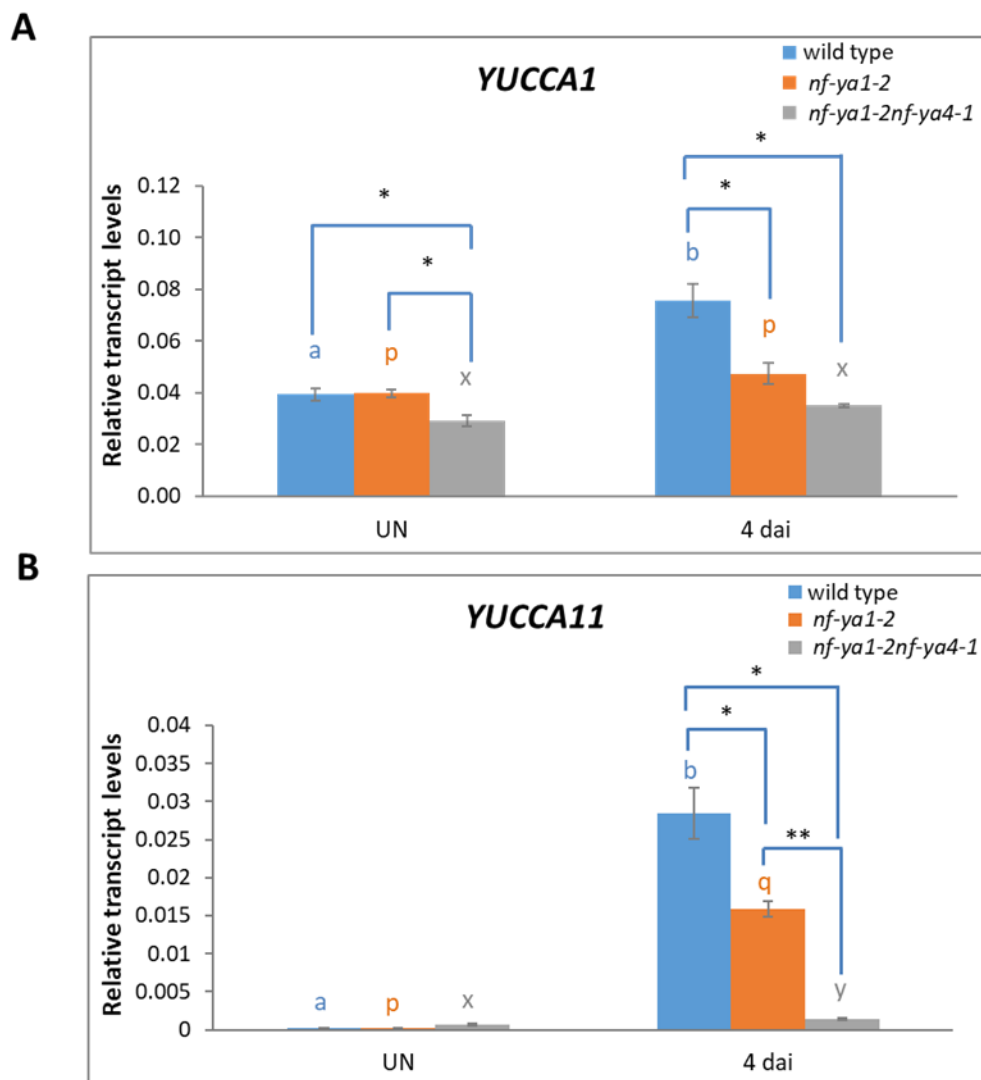 A
YUCCA1
wild type
nf-ya1-2
nf-ya1-2nf-ya4-1
Relative transcript levels
0.12
0.10
0.08
0.06
0.04
0.02
0.00
*
*
*
*
a
p
x
b
p
x
UN
4 dai
B
YUCCA11
wild type
nf-ya1-2
nf-ya1-2nf-ya4-1
Relative transcript levels
0.04
0.035
0.03
0.025
0.02
0.015
0.01
0.005
0
*
*
**
a
p
x
b
q
y
UN
4 dai